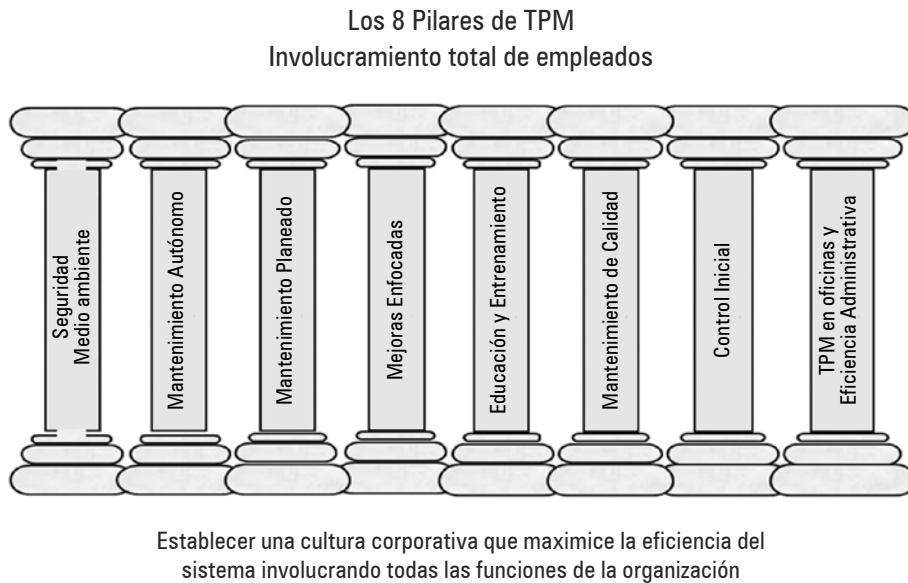 Los 8 Pilares de TPM
Involucramiento total de empleados
Seguridad
Medio ambiente
Mantenimiento Autónomo
Mantenimiento Planeado
Mejoras Enfocadas
Educación y Entrenamiento
Mantenimiento de Calidad
Control Inicial
TPM en oficinas y
Eficiencia Administrativa
Establecer una cultura corporativa que maximice la eficiencia del
sistema involucrando todas las funciones de la organización